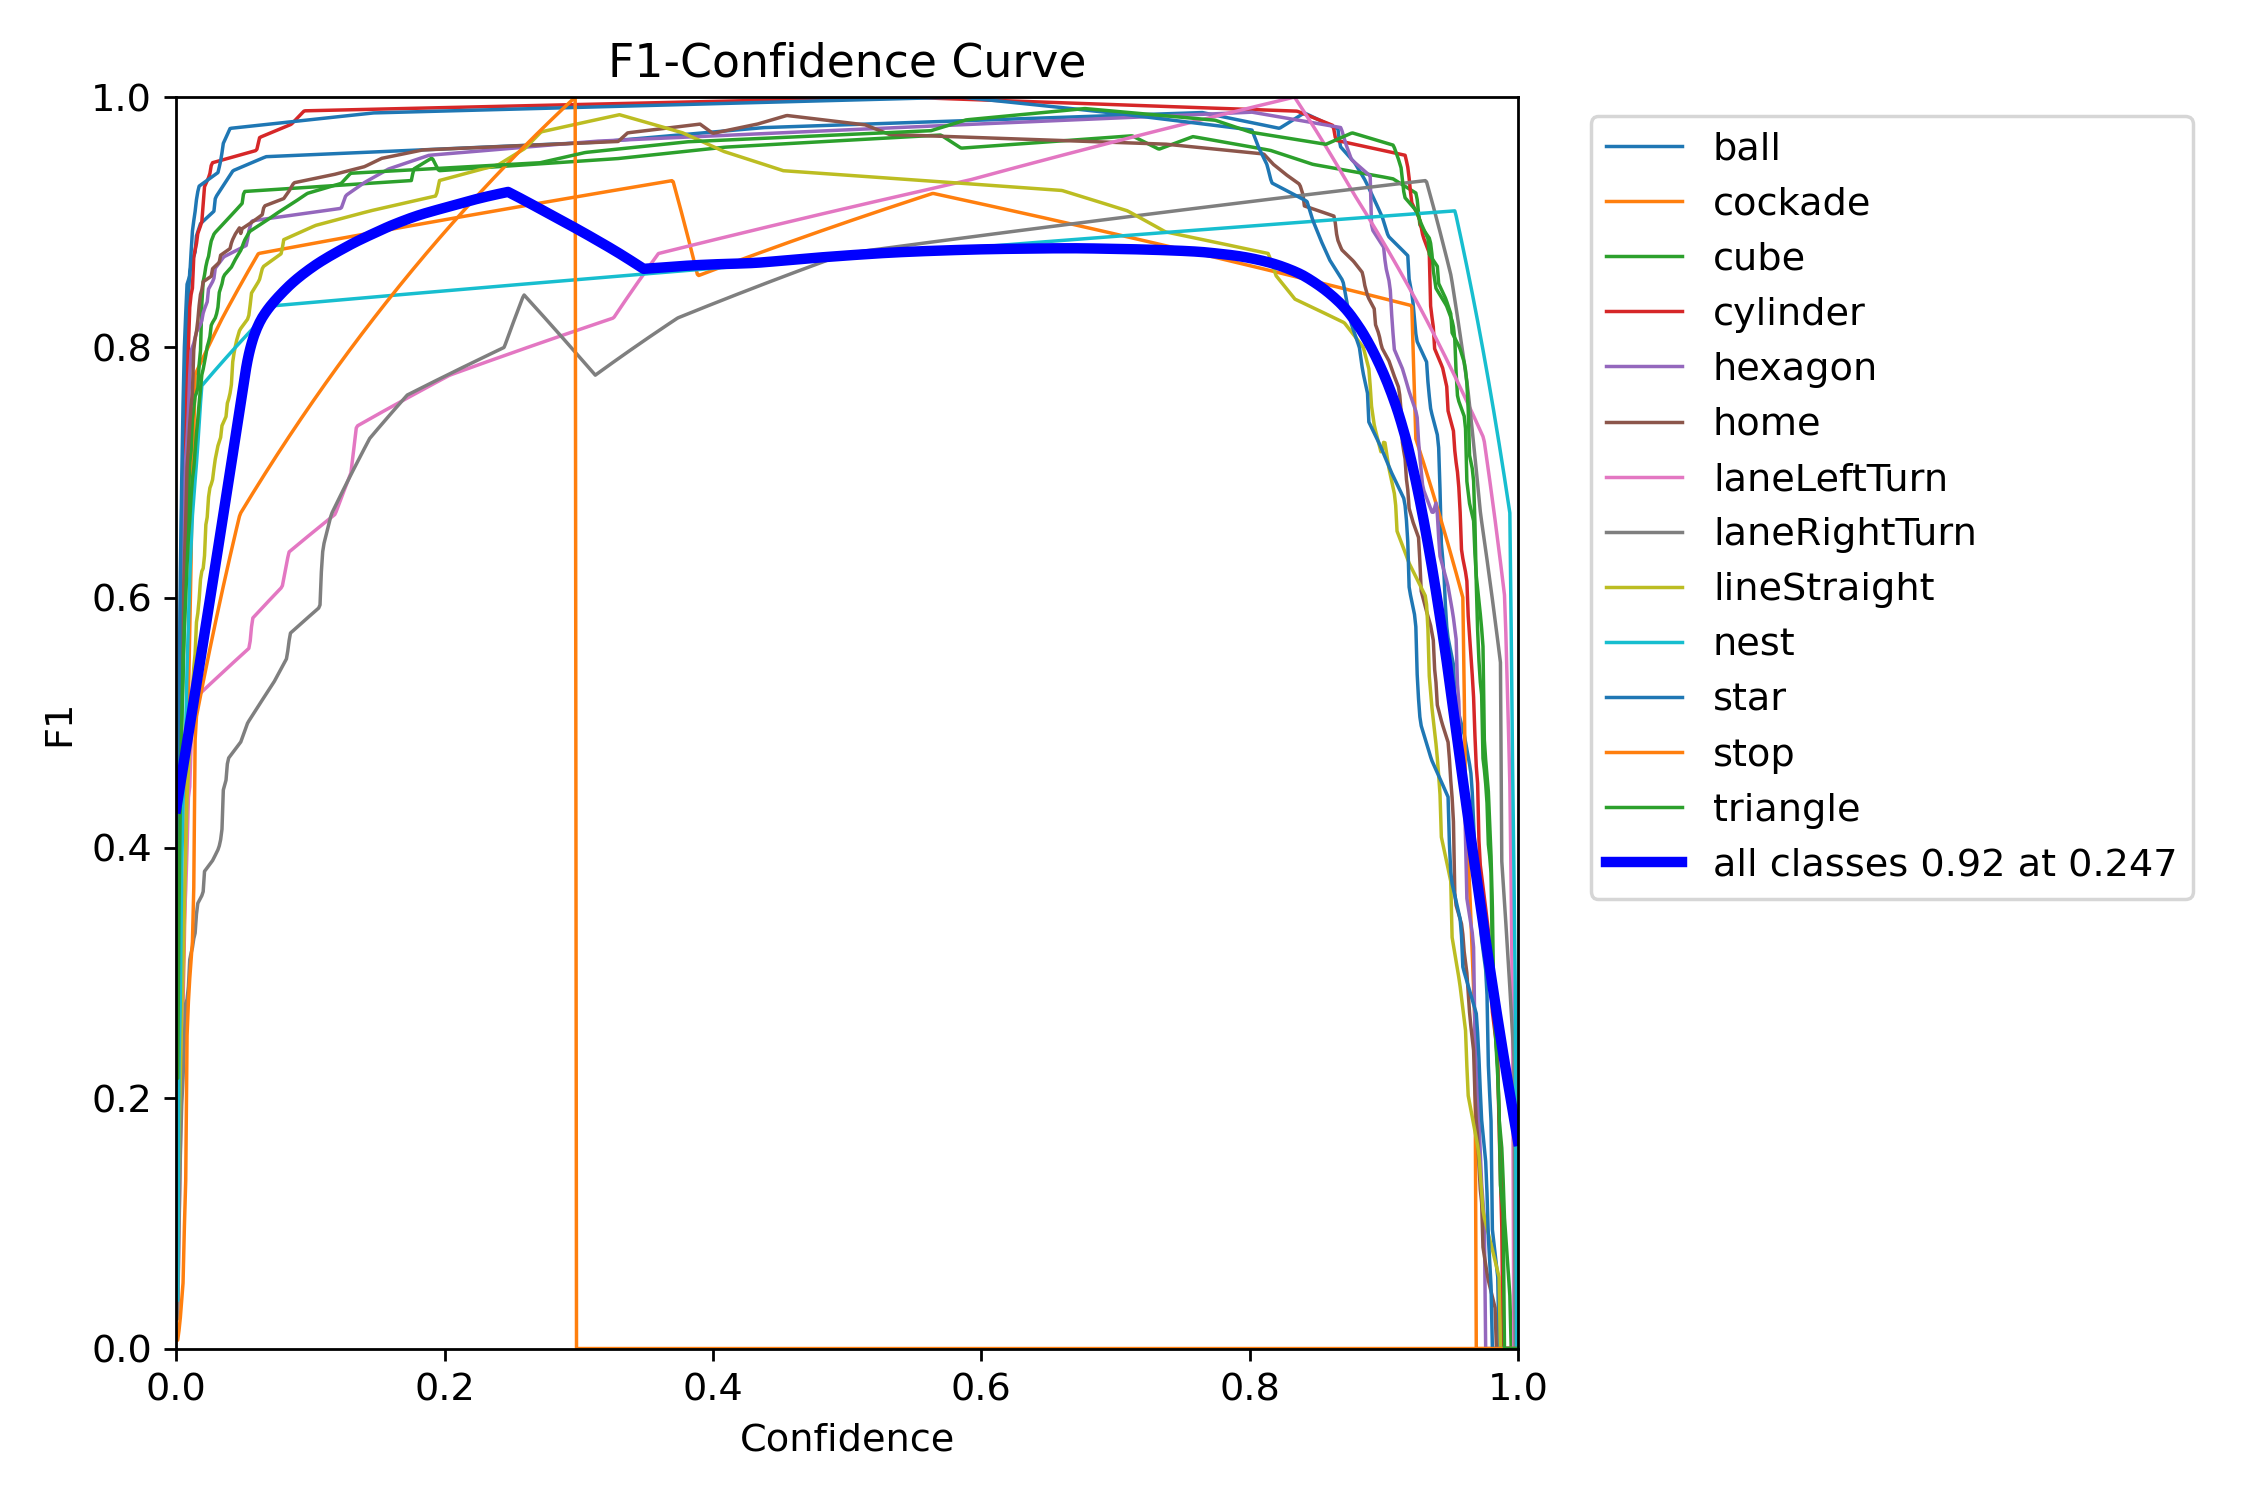 F1-Confidence Curve
1.0
0.8
0.6
0.4
0.2
0.0
F1
0.0 0.2 0.4 0.6 0.8 1.0
Confidence
ball
cockade
cube
cylinder
hexagon
home
laneLeftTurn
laneRightTurn
lineStraight
nest
star
stop
triangle
all classes 0.92 at 0.247